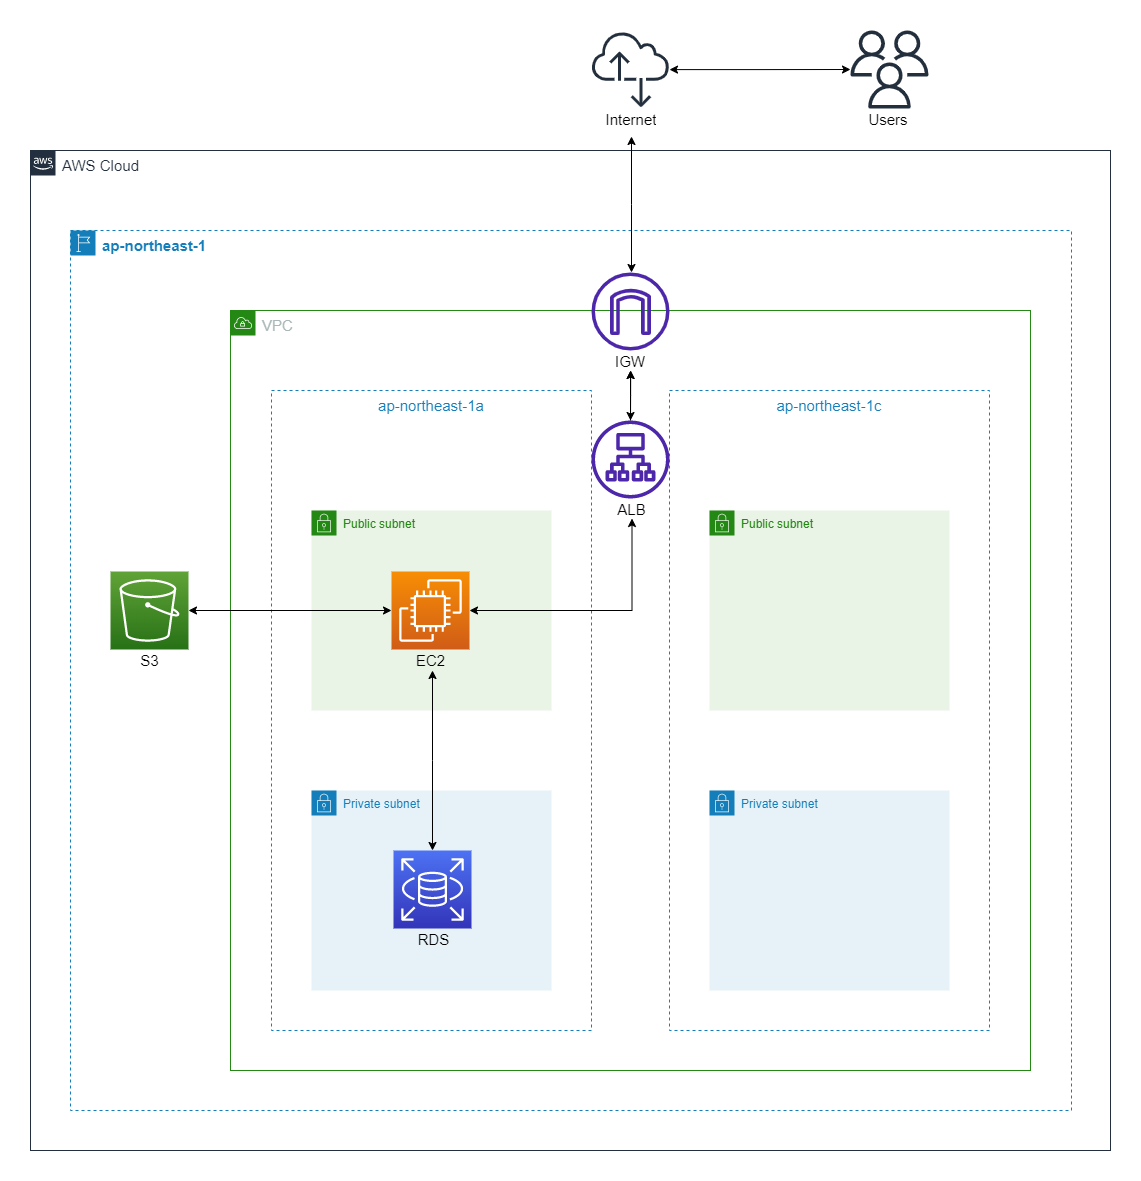 Internet
Users
aws
AWS Cloud
ap-northeast-1
VPC
IGW
ap-northeast-1a
ap-northeast-1c
ALB
Public subnet
Public subnet
S3
EC2
Private subnet
Private subnet
RDS